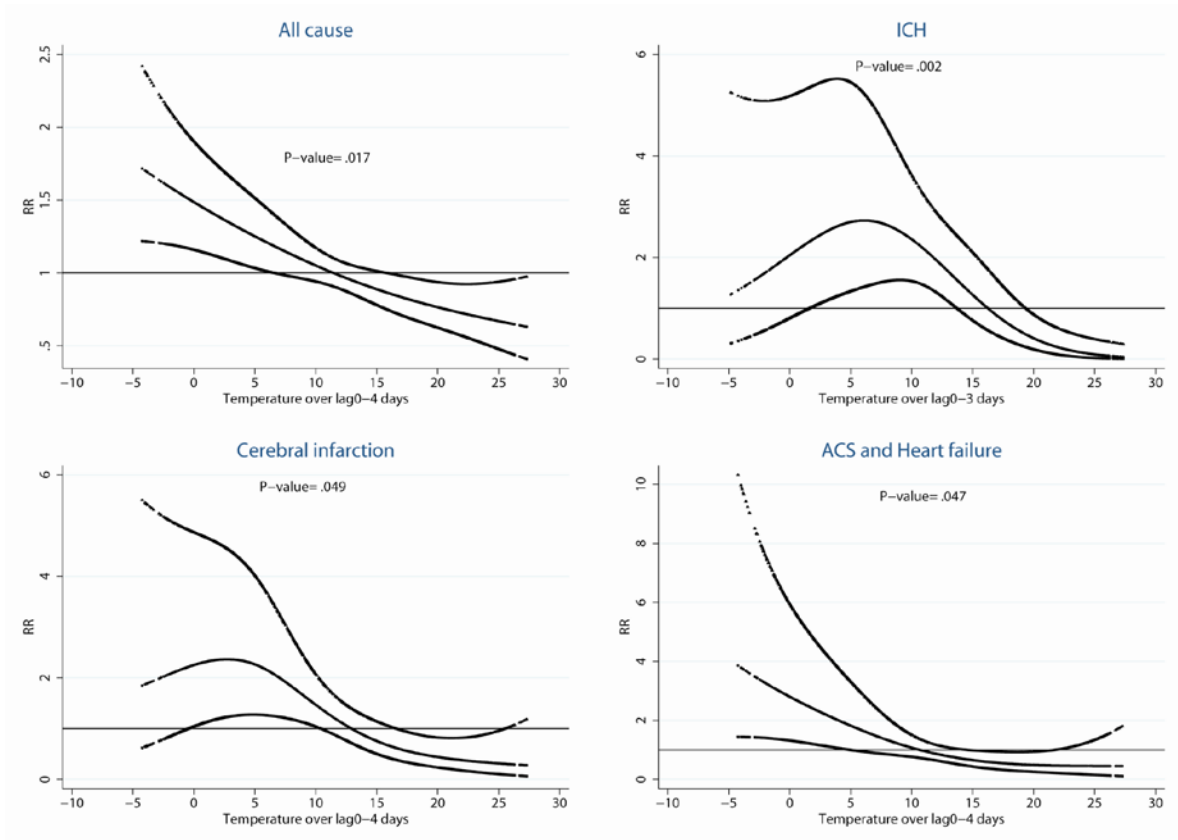 All cause
2.5
2
1.5
1
.5
RR
P−value= .017
−10 −5 0 5 10 15 20 25 30
Temperature over lag0−4 days
ICH
6
4
2
0
RR
P−value= .002
−10 −5 0 5 10 15 20 25 30
Temperature over lag0−3 days
Cerebral infarction
6
4
2
0
RR
P−value= .049
−10 −5 0 5 10 15 20 25 30
Temperature over lag0−4 days
ACS and Heart failure
10
8
6
4
2
0
RR
P−value= .047
−10 −5 0 5 10 15 20 25 30
Temperature over lag0−4 days